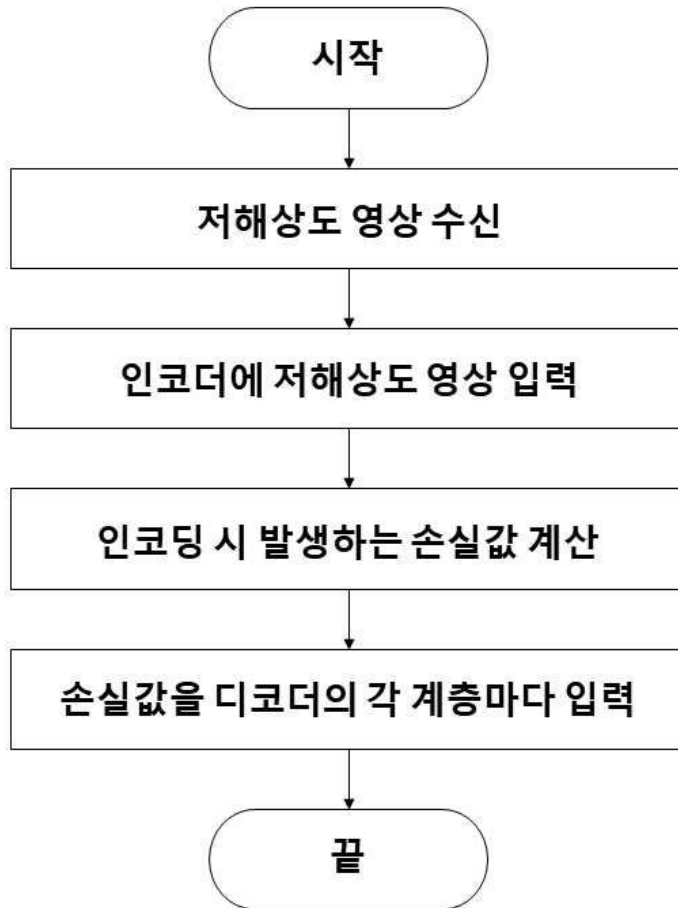 시작
저해상도 영상 수신
인코더에 저해상도 영상 입력
인코딩 시 발생하는 손실값 계산
손실값을 디코더의 각 계층마다 입력
끝